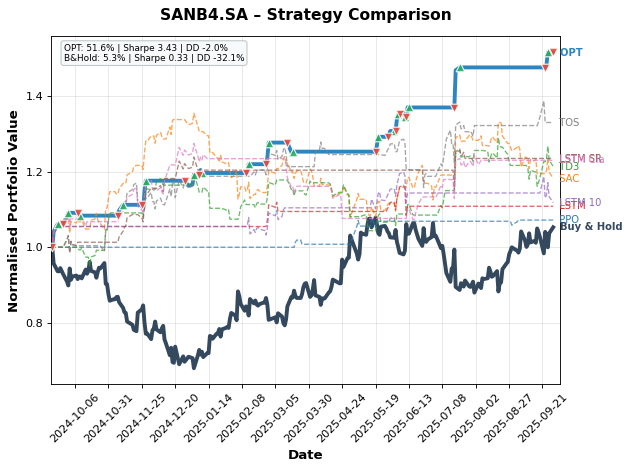 SANB4.SA – Strategy Comparison
OPT: 51.6% | Sharpe 3.43 | DD -2.0%
B&Hold: 5.3% | Sharpe 0.33 | DD -32.1%
Normalised Portfolio Value
1.4
1.2
1.0
0.8
OPT
TOS
LSTM SR
TD3
SAC
LSTM 10
LSTM
PPO
Buy & Hold
2024-10-06
2024-10-31
2024-11-25
2024-12-20
2025-01-14
2025-02-08
2025-03-05
2025-03-30
2025-04-24
2025-05-19
2025-06-13
2025-07-08
2025-08-02
2025-08-27
2025-09-21
Date